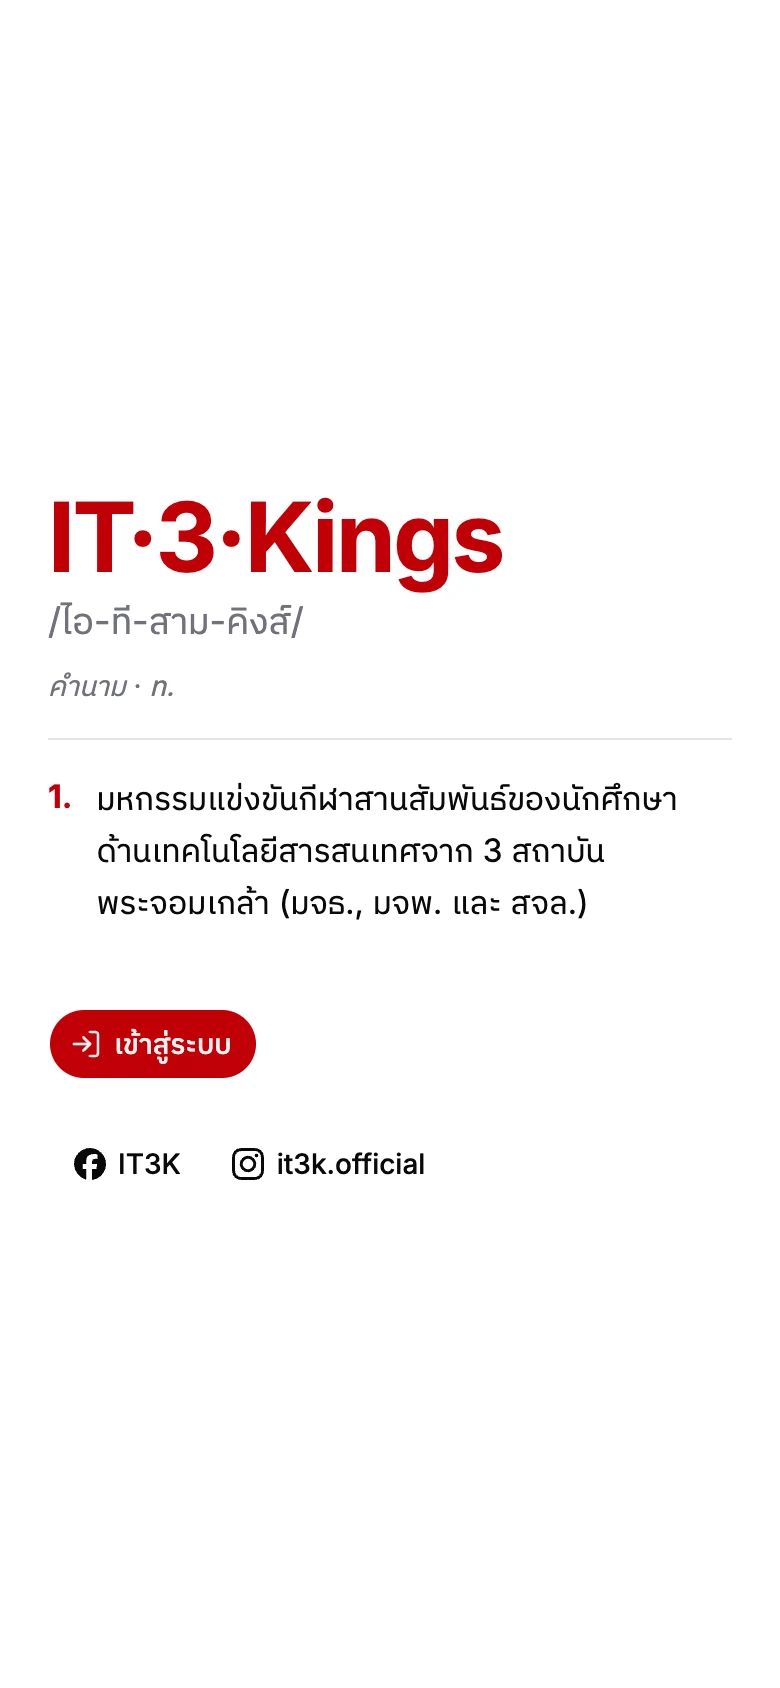 IT·3·Kings
/ไอ-ที-สาม-คิงส์/
คำนาม · ท.
1. มหกรรมแข่งขันกีฬาสานสัมพันธ์ของนักศึกษา
ด้านเทคโนโลยีสารสนเทศจาก 3 สถาบัน
พระจอมเกล้า (มจธ., มจพ. และ สจล.)
เข้าสู่ระบบ
IT3K it3k.official